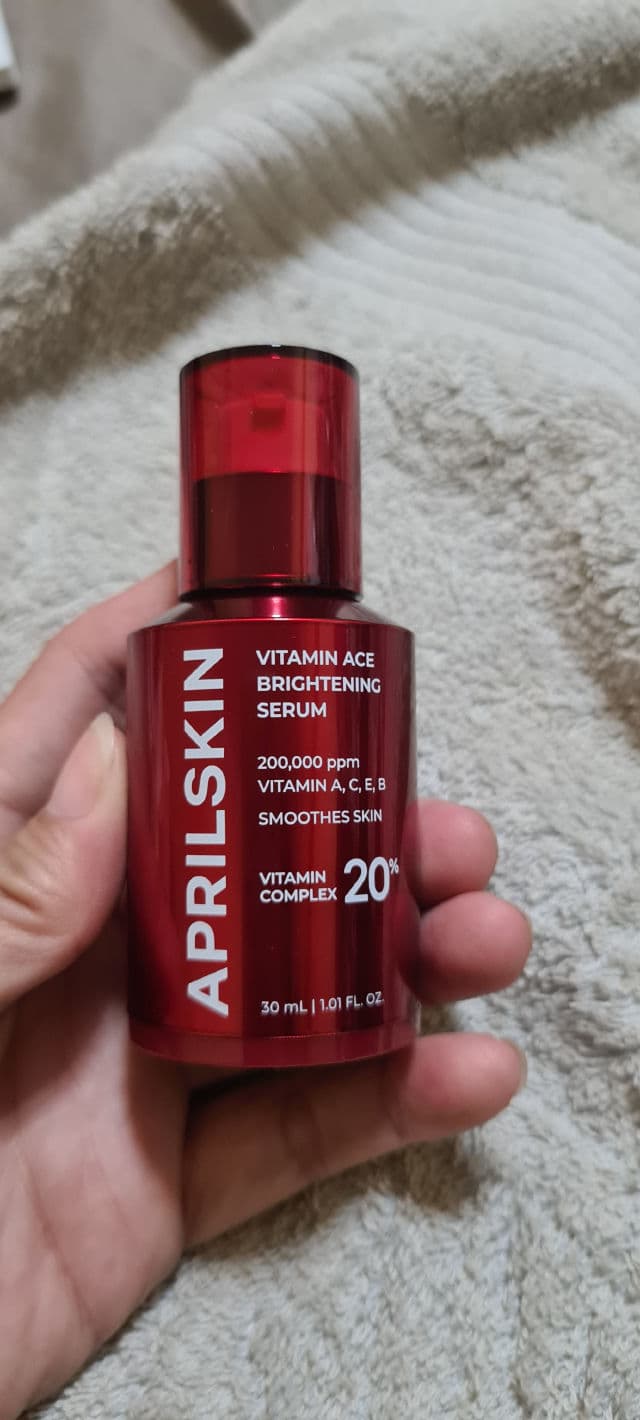 APRILSKIN
VITAMIN ACE
BRIGHTENING
SERUM
200,000 ppm
VITAMIN A, C, E, B
SMOOTHES SKIN
VITAMIN
COMPLEX 20%
30 mL | 1.01 FL. OZ.